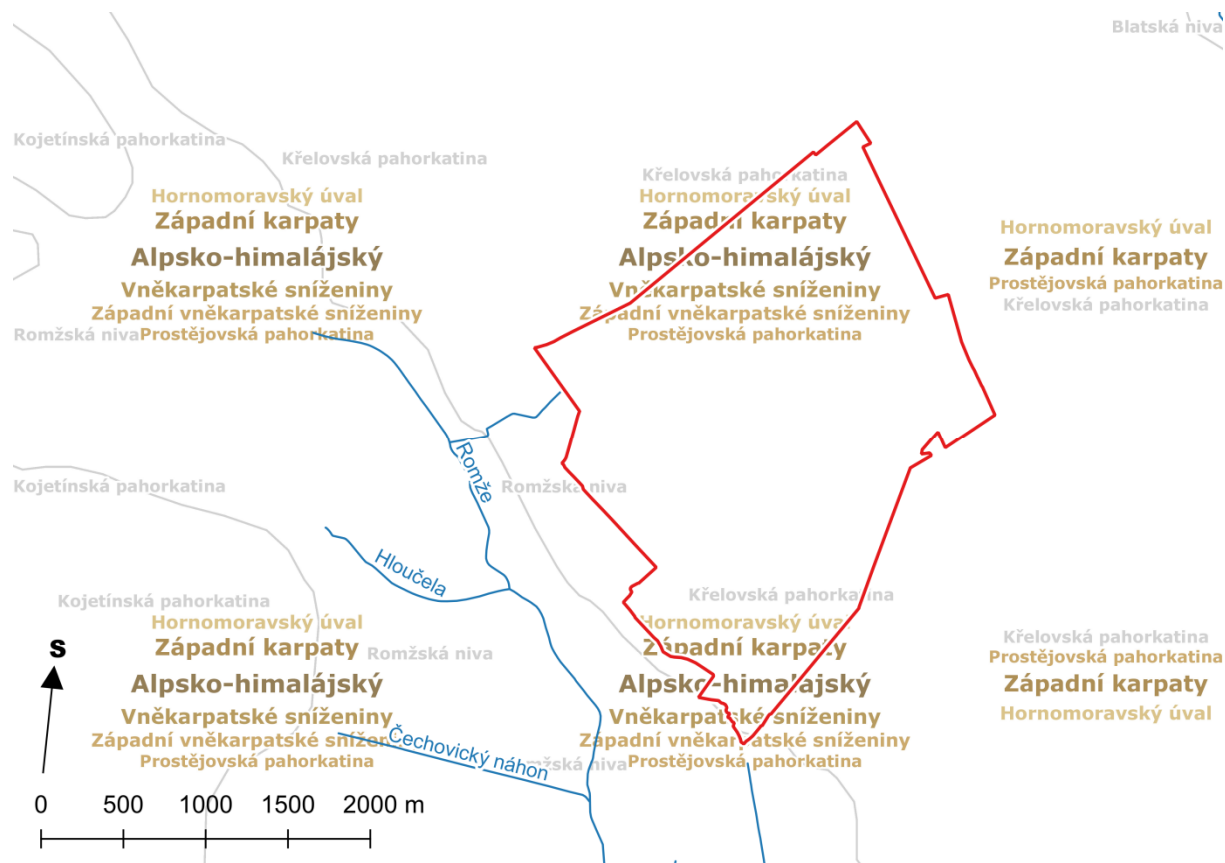 Blatská niva
Kojetínská pahorkatina
Křelovská pahorkatina
Křelovská pahorkatina
Hornomoravský úval
Západní karpaty
Alpsko-himalájský
Vněkarpatské sníženiny
Západní vněkarpatské sníženiny
Romžská niva
Prostějovská pahorkatina
Hornomoravský úval
Západní karpaty
Alpsko-himalájský
Vněkarpatské sníženiny
Západní vněkarpatské sníženiny
Prostějovská pahorkatina
Hornomoravský úval
Západní karpaty
Prostějovská pahorkatina
Křelovská pahorkatina
Romže
Kojetínská pahorkatina
Romžská niva
Hloučela
Kojetínská pahorkatina
Hornomoravský úval
Západní karpaty
Romžská niva
Alpsko-himalájský
Vněkarpatské sníženiny
Západní vněkarpatské sníženiny
Prostějovská pahorkatina
Čechovický náhon
Romžská niva
Křelovská pahorkatina
Hornomoravský úval
Západní karpaty
Alpsko-himalájský
Vněkarpatské sníženiny
Západní vněkarpatské sníženiny
Prostějovská pahorkatina
Křelovská pahorkatina
Prostějovská pahorkatina
Západní karpaty
Hornomoravský úval
S
0 500 1000 1500 2000 m